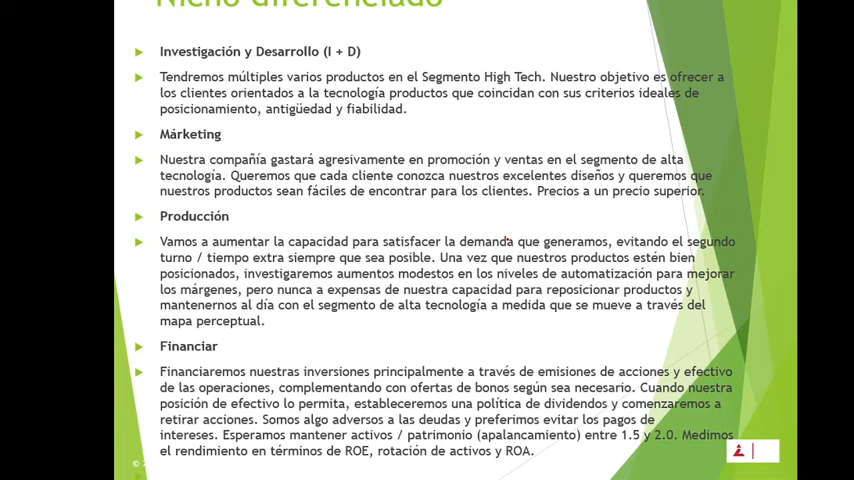 Nicho diferenciado
Investigación y Desarrollo (I + D)
Tendremos múltiples varios productos en el Segmento High Tech. Nuestro objetivo es ofrecer a
los clientes orientados a la tecnología productos que coincidan con sus criterios ideales de
posicionamiento, antigüedad y fiabilidad.
Márketing
Nuestra compañía gastará agresivamente en promoción y ventas en el segmento de alta
tecnología. Queremos que cada cliente conozca nuestros excelentes diseños y queremos que
nuestros productos sean fáciles de encontrar para los clientes. Precios a un precio superior.
Producción
Vamos a aumentar la capacidad para satisfacer la demanda que generamos, evitando el segundo
turno / tiempo extra siempre que sea posible. Una vez que nuestros productos estén bien
posicionados, investigaremos aumentos modestos en los niveles de automatización para mejorar
los márgenes, pero nunca a expensas de nuestra capacidad para reposicionar productos y
mantenernos al día con el segmento de alta tecnología a medida que se mueve a través del
mapa perceptual.
Financiar
Financiaremos nuestras inversiones principalmente a través de emisiones de acciones y efectivo
de las operaciones, complementando con ofertas de bonos según sea necesario. Cuando nuestra
posición de efectivo lo permita, estableceremos una política de dividendos y comenzaremos a
retirar acciones. Somos algo adversos a las deudas y preferimos evitar los pagos de
intereses. Esperamos mantener activos / patrimonio (apalancamiento) entre 1.5 y 2.0. Medimos
el rendimiento en términos de ROE, rotación de activos y ROA.
©